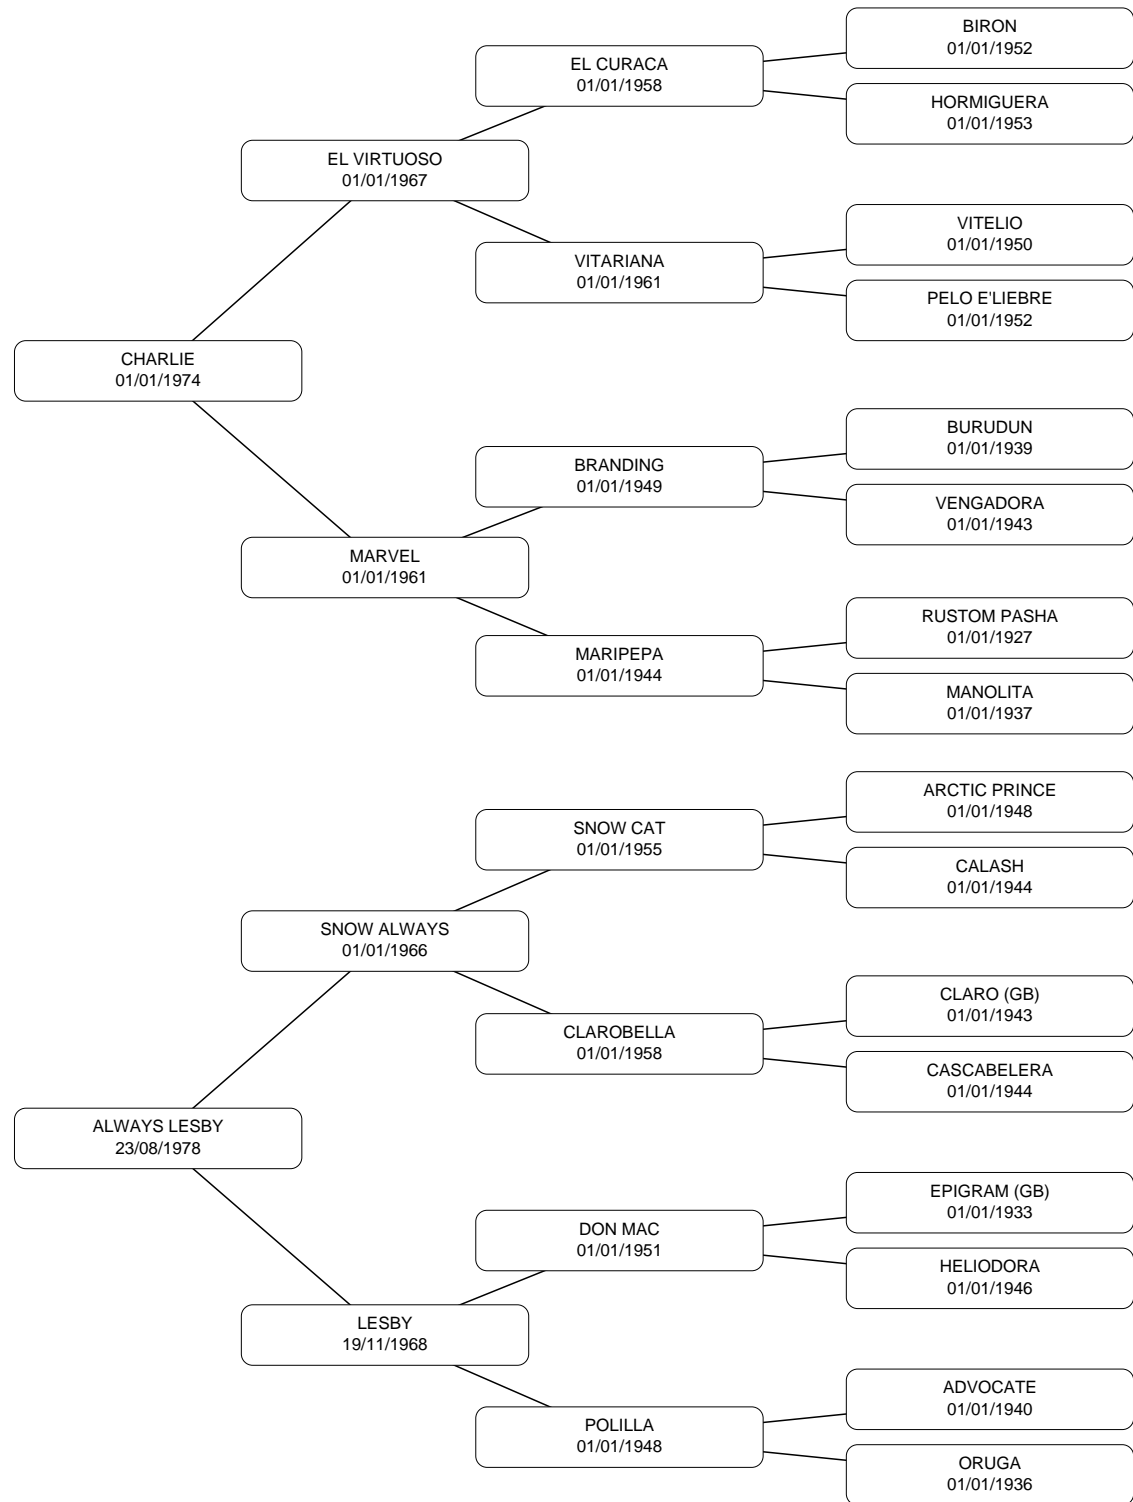 BIRON
01/01/1952
EL CURACA
01/01/1958
HORMIGUERA
01/01/1953
EL VIRTUOSO
01/01/1967
VITELIO
01/01/1950
VITARIANA
01/01/1961
PELO E'LIEBRE
01/01/1952
CHARLIE
01/01/1974
BURUDUN
01/01/1939
BRANDING
01/01/1949
VENGADORA
01/01/1943
MARVEL
01/01/1961
RUSTOM PASHA
01/01/1927
MARIPEPA
01/01/1944
MANOLITA
01/01/1937
ARCTIC PRINCE
01/01/1948
SNOW CAT
01/01/1955
CALASH
01/01/1944
SNOW ALWAYS
01/01/1966
CLARO (GB)
01/01/1943
CLAROBELLA
01/01/1958
CASCABELERA
01/01/1944
ALWAYS LESBY
23/08/1978
EPIGRAM (GB)
01/01/1933
DON MAC
01/01/1951
HELIODORA
01/01/1946
LESBY
19/11/1968
ADVOCATE
01/01/1940
POLILLA
01/01/1948
ORUGA
01/01/1936